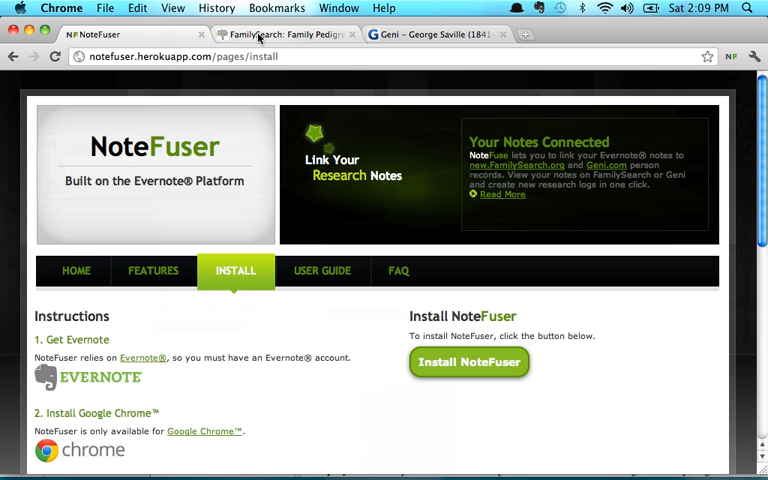 Chrome File Edit View History Bookmarks Window Help Sat 2:09 PM
NF NoteFuser FamilySearch: Family Pedigre Geni – George Saville (1841-
notefuser.herokuapp.com/pages/install NF
NoteFuser
Built on the Evernote® Platform
Link Your
Research Notes
Your Notes Connected
NoteFuse lets you to link your Evernote® notes to
new.FamilySearch.org and Geni.com person
records. View your notes on FamilySearch or Geni
and create new research logs in one click.
Read More
HOME FEATURES INSTALL USER GUIDE FAQ
Instructions
1. Get Evernote
NoteFuser relies on Evernote®, so you must have an Evernote® account.
EVERNOTE
2. Install Google Chrome™
NoteFuser is only available for Google Chrome™.
chrome
Install NoteFuser
To install NoteFuser, click the button below.
Install NoteFuser